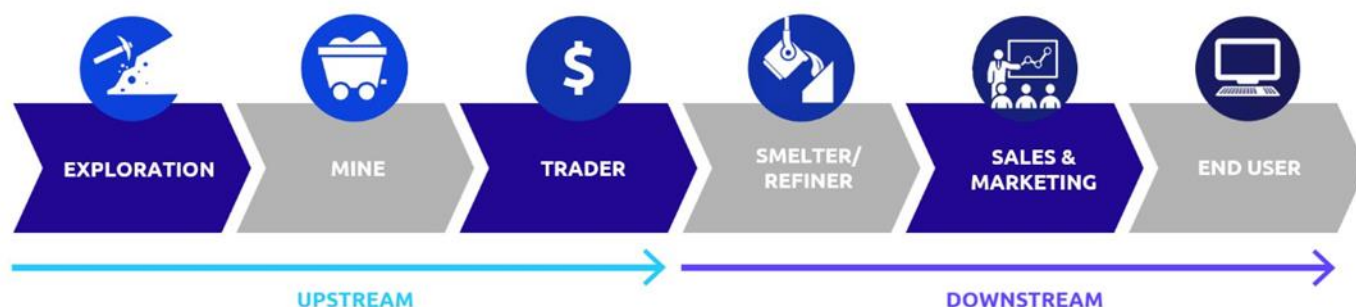 $
EXPLORATION
MINE
TRADER
SMELTER/
REFINER
SALES &
MARKETING
END USER
UPSTREAM
DOWNSTREAM